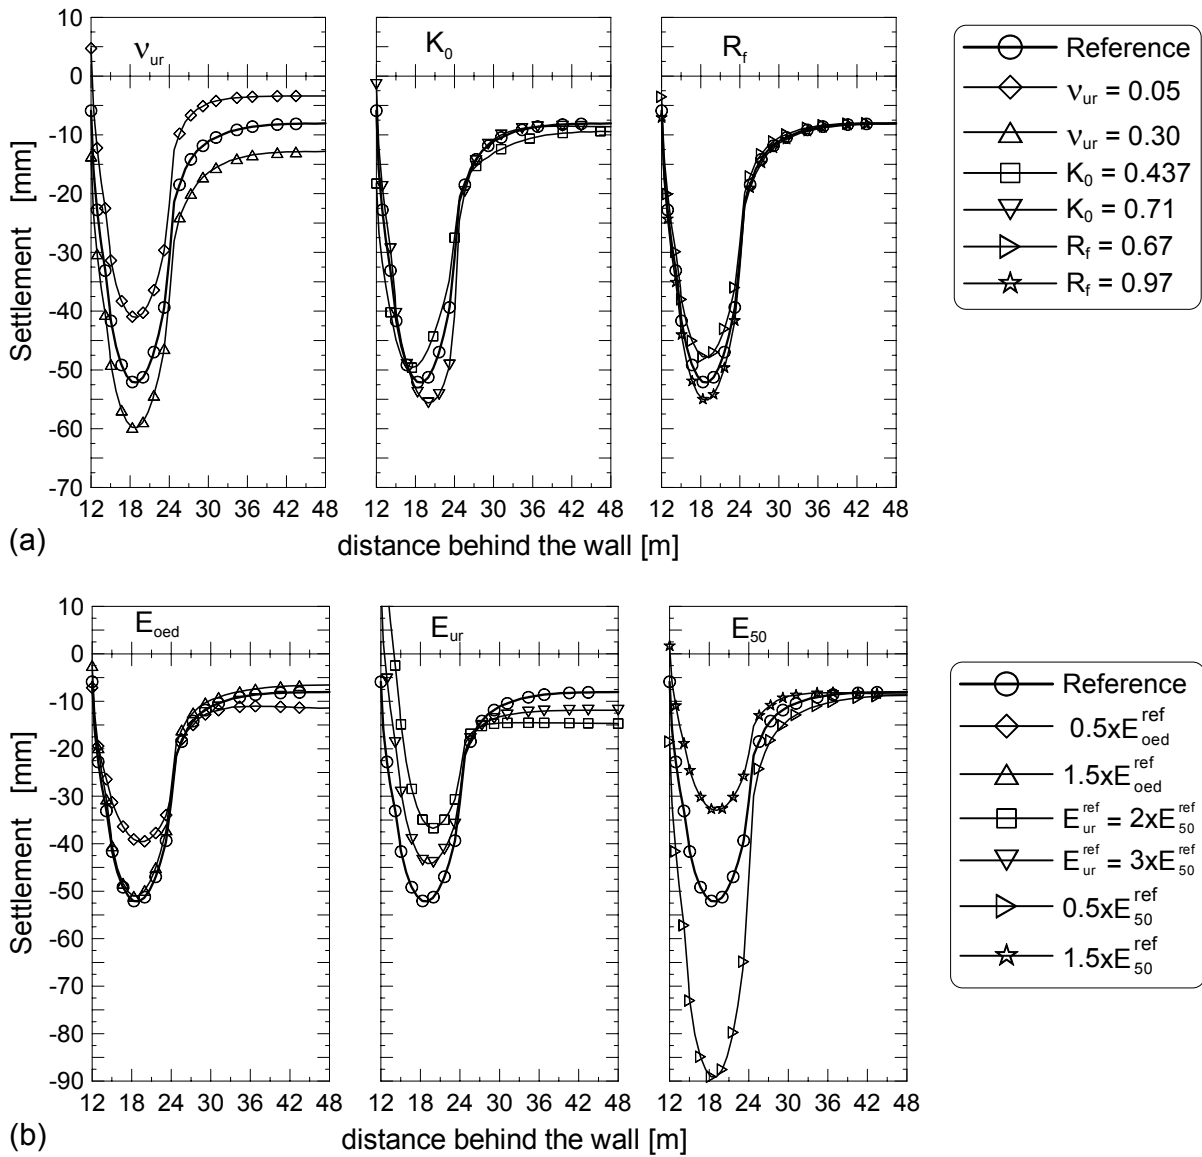 10
0
-10
-20
-30
-40
-50
-60
-70
Settlement [mm]
ν_ur
K_0
R_f
12 18 24 30 36 42 48
12 18 24 30 36 42 48
12 18 24 30 36 42 48
(a)
distance behind the wall [m]
Reference
ν_ur = 0.05
ν_ur = 0.30
K_0 = 0.437
K_0 = 0.71
R_f = 0.67
R_f = 0.97
10
0
-10
-20
-30
-40
-50
-60
-70
-80
-90
Settlement [mm]
E_oed
E_ur
E_50
12 18 24 30 36 42 48
12 18 24 30 36 42 48
12 18 24 30 36 42 48
(b)
distance behind the wall [m]
Reference
0.5xE_oed^ref
1.5xE_oed^ref
E_ur^ref = 2xE_50^ref
E_ur^ref = 3xE_50^ref
0.5xE_50^ref
1.5xE_50^ref